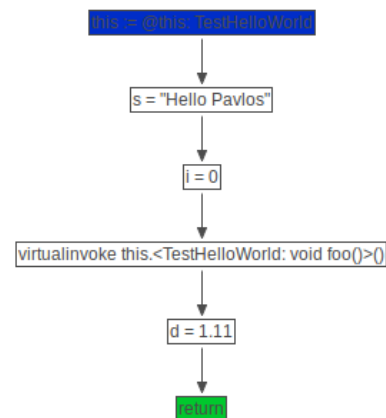 this := @this: TestHelloWorld
s = "Hello Pavlos"
i = 0
virtualinvoke this.<TestHelloWorld: void foo()>()
d = 1.11
return